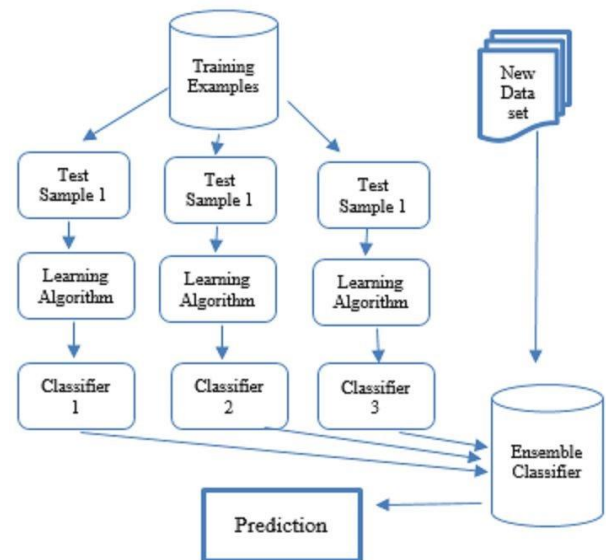 Training
Examples
New
Data
set
Test
Sample 1
Test
Sample 1
Test
Sample 1
Learning
Algorithm
Learning
Algorithm
Learning
Algorithm
Classifier
1
Classifier
2
Classifier
3
Ensemble
Classifier
Prediction